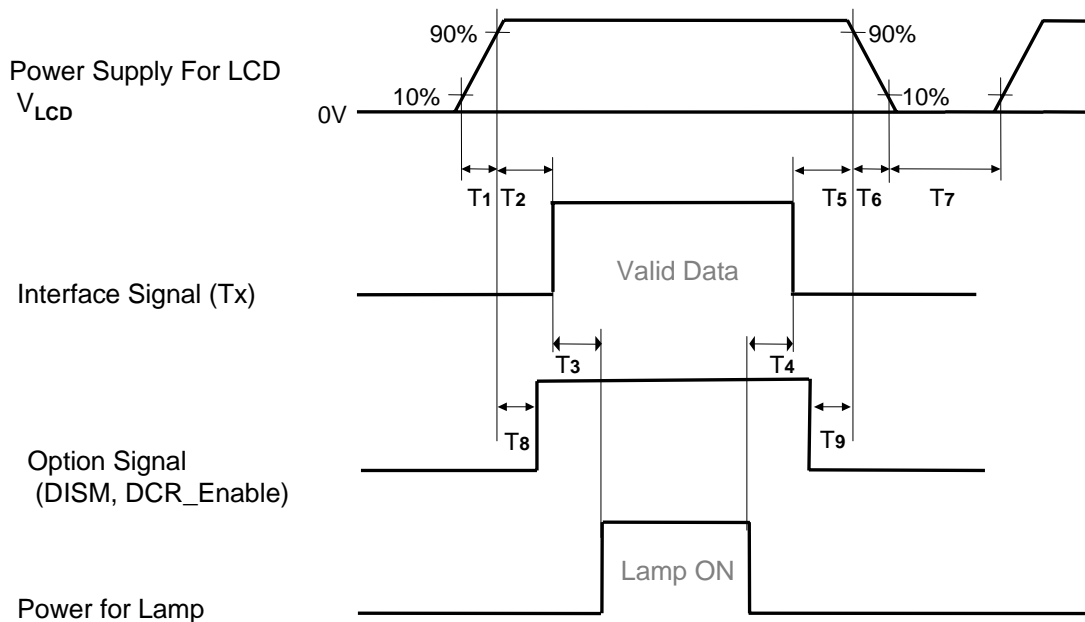 90%
90%
Power Supply For LCD
10%
10%
VLCD
0V
T1
T2
T5
T6
T7
Valid Data
Interface Signal (Tx)
T3
T4
T8
T9
Option Signal
(DISM, DCR_Enable)
Lamp ON
Power for Lamp